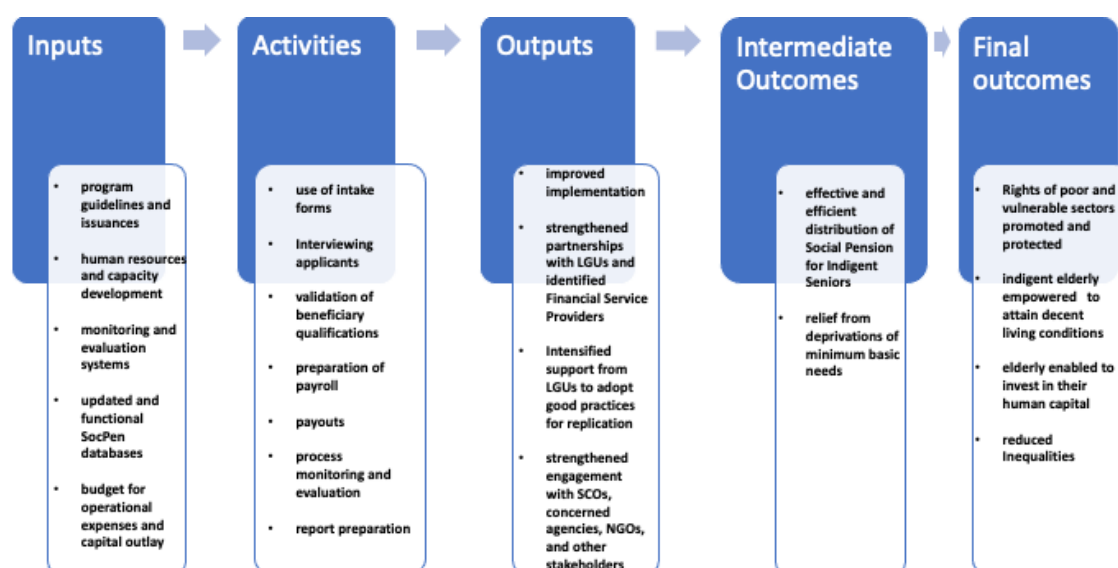 Inputs
program
guidelines and
issuances
human resources
and capacity
development
monitoring and
evaluation
systems
updated and
functional
SocPen
databases
budget for
operational
expenses and
capital outlay
Activities
use of intake
forms
Interviewing
applicants
validation of
beneficiary
qualifications
preparation of
payroll
payouts
process
monitoring and
evaluation
report preparation
Outputs
improved
implementation
strengthened
partnerships
with LGUs and
identified
Financial Service
Providers
Intensified
support from
LGUs to adopt
good practices
for replication
strengthened
engagement
with SCOs,
concerned
agencies, NGOs,
and other
stakeholders
Intermediate
Outcomes
effective and
efficient
distribution of
Social Pension
for Indigent
Seniors
relief from
deprivations of
minimum basic
needs
Final
outcomes
Rights of poor and
vulnerable sectors
promoted and
protected
indigent elderly
empowered to
attain decent
living conditions
elderly enabled to
invest in their
human capital
reduced
Inequalities